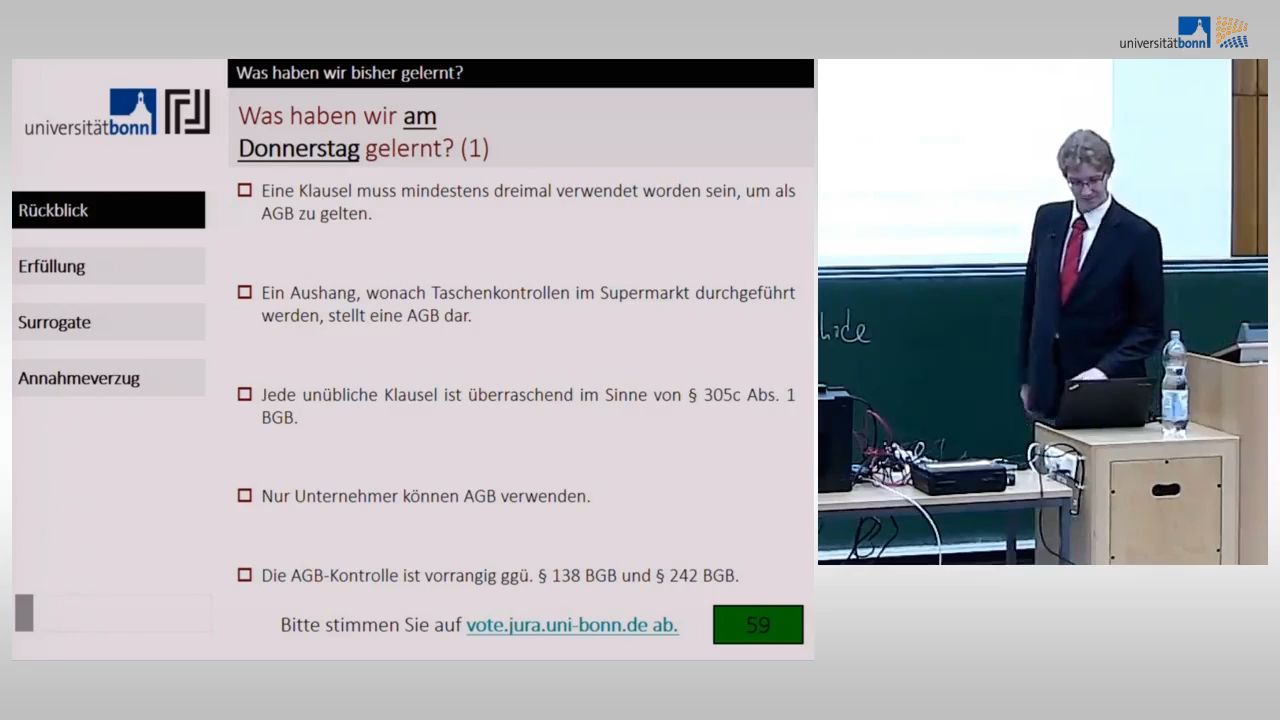 universitätbonn
Was haben wir bisher gelernt?
universitätbonn
Was haben wir am
Donnerstag gelernt? (1)
Rückblick
Erfüllung
Surrogate
Annahmeverzug
Eine Klausel muss mindestens dreimal verwendet worden sein, um als
AGB zu gelten.
Ein Aushang, wonach Taschenkontrollen im Supermarkt durchgeführt
werden, stellt eine AGB dar.
Jede unübliche Klausel ist überraschend im Sinne von § 305c Abs. 1
BGB.
Nur Unternehmer können AGB verwenden.
Die AGB-Kontrolle ist vorrangig ggü. § 138 BGB und § 242 BGB.
Bitte stimmen Sie auf vote.jura.uni-bonn.de ab.
59